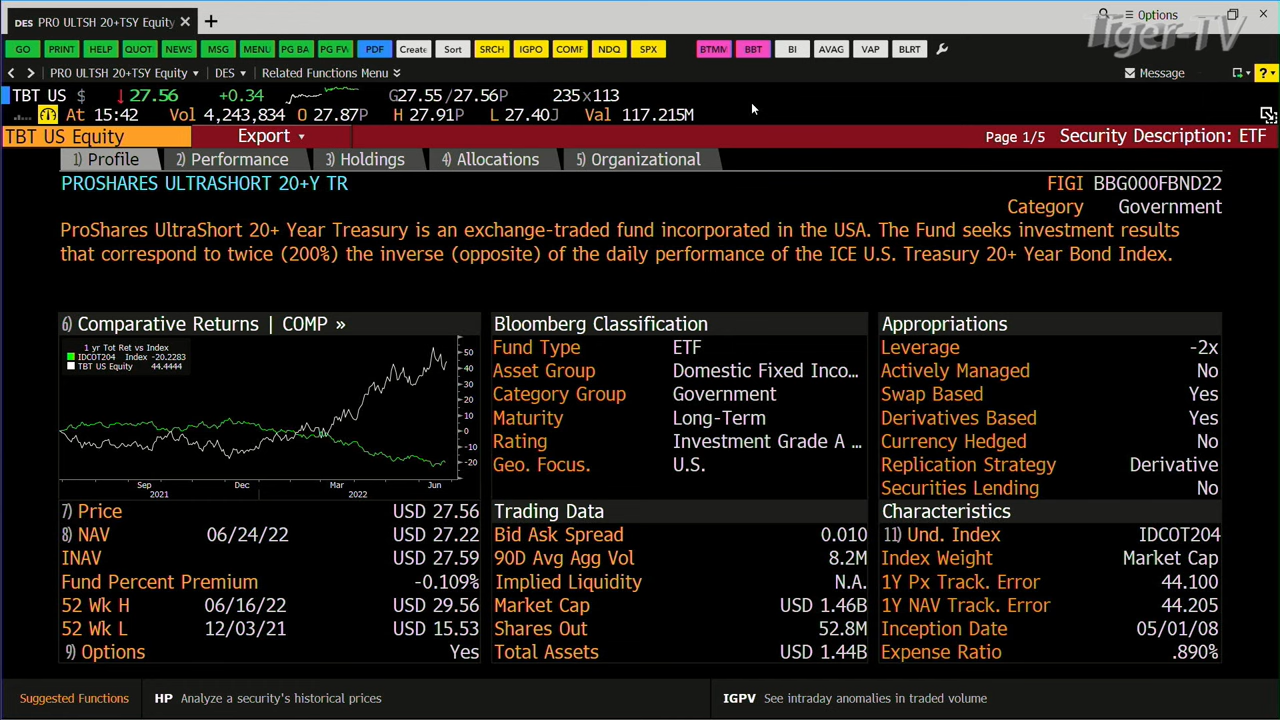 DES PRO ULTSH 20+TSY Equity × +
Options
Tiger-TV
GO PRINT HELP QUOT NEWS MSG MENU PG BA PG FW PDF Create Sort SRCH IGPO COMF NDQ SPX BTMM BBT BI AVAG VAP BLRT
< > PRO ULTSH 20+TSY Equity DES Related Functions Menu Message ?
TBT US $ ↓27.56 +0.34 G27.55/27.56P 235×113
At 15:42 Vol 4,243,834 O 27.87P H 27.91P L 27.40J Val 117.215M
TBT US Equity Export Page 1/5 Security Description: ETF
1) Profile 2) Performance 3) Holdings 4) Allocations 5) Organizational
PROSHARES ULTRASHORT 20+Y TR FIGI BBG000FBND22
Category Government
ProShares UltraShort 20+ Year Treasury is an exchange-traded fund incorporated in the USA. The Fund seeks investment results
that correspond to twice (200%) the inverse (opposite) of the daily performance of the ICE U.S. Treasury 20+ Year Bond Index.
6) Comparative Returns | COMP »
1 yr Tot Ret vs Index
IDCOT204 Index -20.2283
TBT US Equity 44.4444
50
40
30
20
10
0
-10
-20
Sep Dec Mar Jun
2021 2022
7) Price USD 27.56
8) NAV 06/24/22 USD 27.22
INAV USD 27.59
Fund Percent Premium -0.109%
52 Wk H 06/16/22 USD 29.56
52 Wk L 12/03/21 USD 15.53
9) Options Yes
Bloomberg Classification
Fund Type ETF
Asset Group Domestic Fixed Inco...
Category Group Government
Maturity Long-Term
Rating Investment Grade A ...
Geo. Focus. U.S.
Trading Data
Bid Ask Spread 0.010
90D Avg Agg Vol 8.2M
Implied Liquidity N.A.
Market Cap USD 1.46B
Shares Out 52.8M
Total Assets USD 1.44B
Appropriations
Leverage -2x
Actively Managed No
Swap Based Yes
Derivatives Based Yes
Currency Hedged No
Replication Strategy Derivative
Securities Lending No
Characteristics
11) Und. Index IDCOT204
Index Weight Market Cap
1Y Px Track. Error 44.100
1Y NAV Track. Error 44.205
Inception Date 05/01/08
Expense Ratio .890%
Suggested Functions HP Analyze a security's historical prices IGPV See intraday anomalies in traded volume